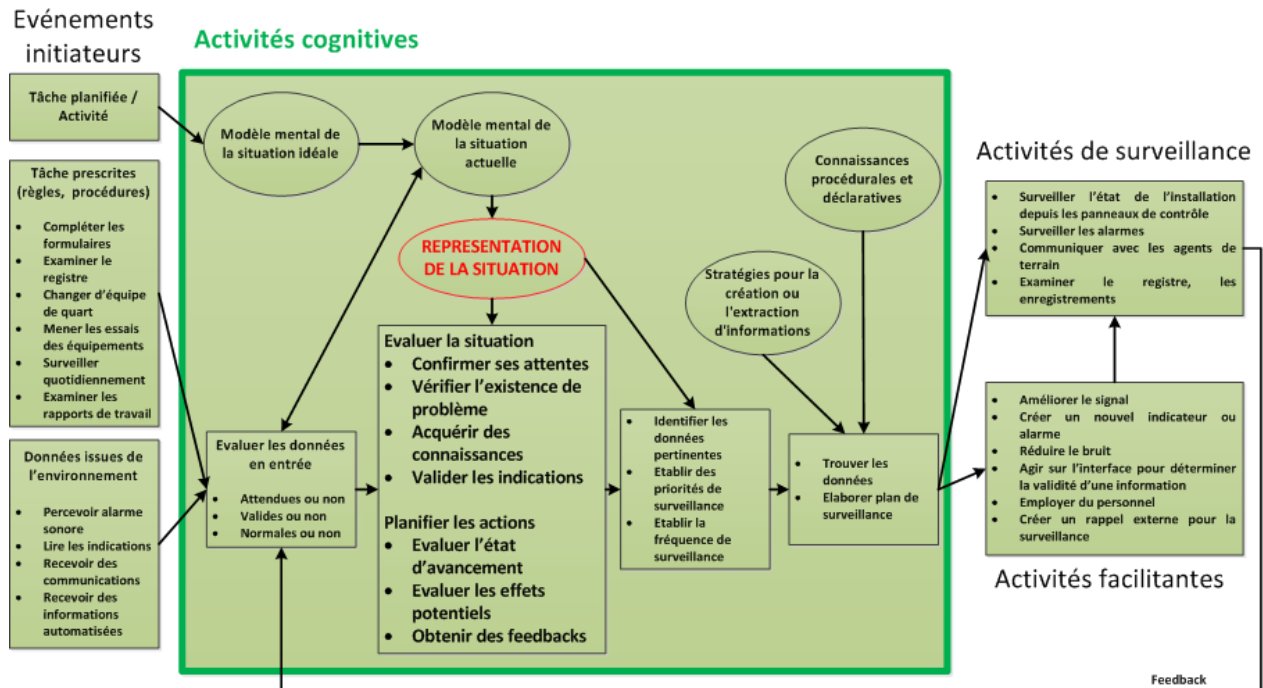 Evénements
initiateurs
Activités cognitives
Tâche planifiée /
Activité
Tâche prescrites
(règles, procédures)
• Compléter les
formulaires
• Examiner le
registre
• Changer d'équipe
de quart
• Mener les essais
des équipements
• Surveiller
quotidiennement
• Examiner les
rapports de travail
Données issues de
l'environnement
• Percevoir alarme
sonore
• Lire les indications
• Recevoir des
communications
• Recevoir des
informations
automatisées
Modèle mental de
la situation idéale
Modèle mental de
la situation
actuelle
REPRESENTATION
DE LA SITUATION
Connaissances
procédurales et
déclaratives
Stratégies pour la
création ou
l'extraction
d'informations
Evaluer les données
en entrée
• Attendues ou non
• Valides ou non
• Normales ou non
Evaluer la situation
• Confirmer ses attentes
• Vérifier l'existence de
problème
• Acquérir des
connaissances
• Valider les indications
Planifier les actions
• Evaluer l'état
d'avancement
• Evaluer les effets
potentiels
• Obtenir des feedbacks
• Identifier les
données
pertinentes
• Etablir des
priorités de
surveillance
• Etablir la
fréquence de
surveillance
• Trouver les
données
• Elaborer plan de
surveillance
Activités de surveillance
• Surveiller l'état de l'installation
depuis les panneaux de contrôle
• Surveiller les alarmes
• Communiquer avec les agents de
terrain
• Examiner le registre, les
enregistrements
• Améliorer le signal
• Créer un nouvel indicateur ou
alarme
• Réduire le bruit
• Agir sur l'interface pour déterminer
la validité d'une information
• Employer du personnel
• Créer un rappel externe pour la
surveillance
Activités facilitantes
Feedback